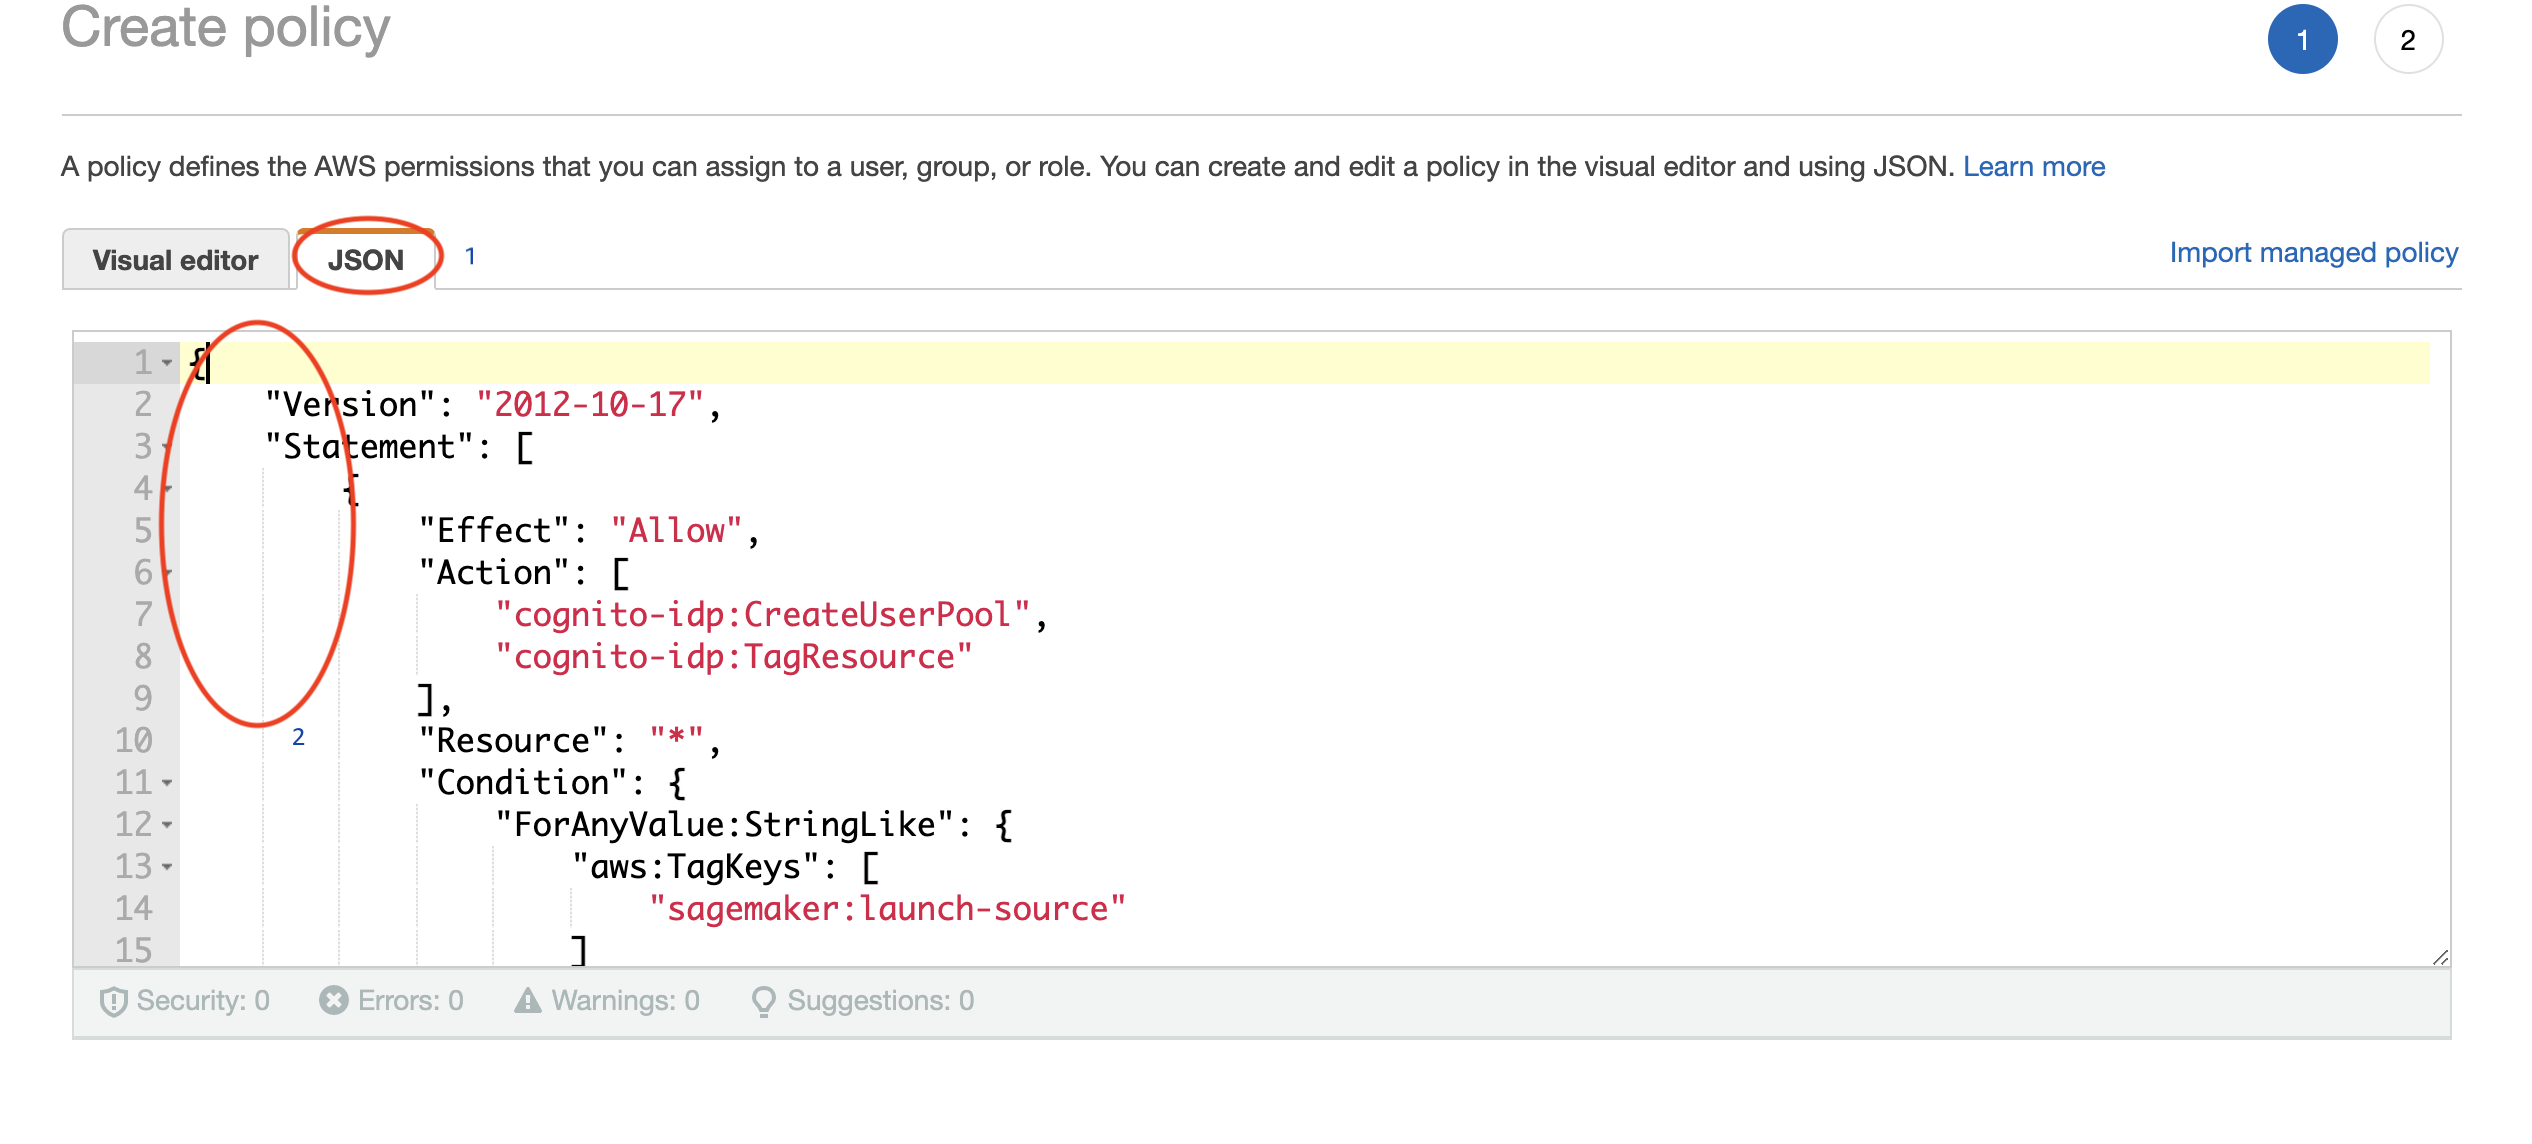 Create policy
1 2
A policy defines the AWS permissions that you can assign to a user, group, or role. You can create and edit a policy in the visual editor and using JSON. Learn more
Visual editor JSON 1 Import managed policy
1 {
2 "Version": "2012-10-17",
3 "Statement": [
4 {
5 "Effect": "Allow",
6 "Action": [
7 "cognito-idp:CreateUserPool",
8 "cognito-idp:TagResource"
9 ],
2
10 "Resource": "*",
11 "Condition": {
12 "ForAnyValue:StringLike": {
13 "aws:TagKeys": [
14 "sagemaker:launch-source"
15 ]
Security: 0 Errors: 0 Warnings: 0 Suggestions: 0